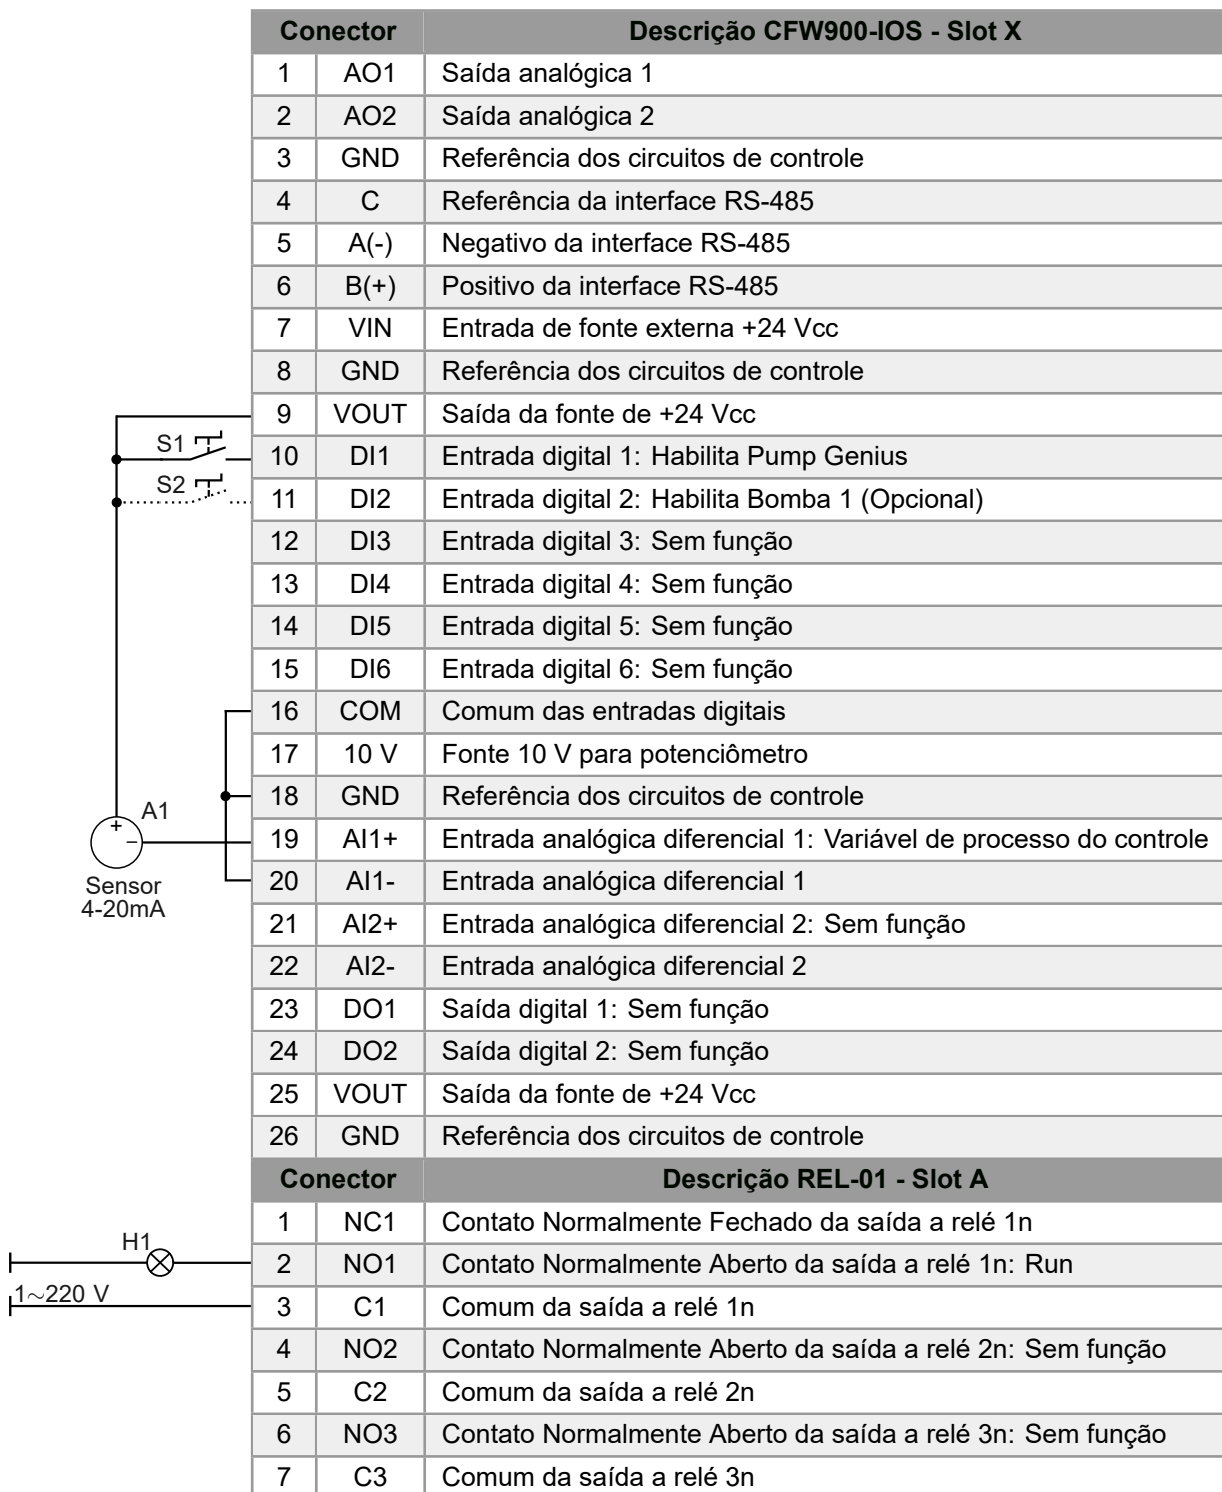 Conector Descrição CFW900-IOS - Slot X
1 AO1 Saída analógica 1
2 AO2 Saída analógica 2
3 GND Referência dos circuitos de controle
4 C Referência da interface RS-485
5 A(-) Negativo da interface RS-485
6 B(+) Positivo da interface RS-485
7 VIN Entrada de fonte externa +24 Vcc
8 GND Referência dos circuitos de controle
9 VOUT Saída da fonte de +24 Vcc
S1 10 DI1 Entrada digital 1: Habilita Pump Genius
S2 11 DI2 Entrada digital 2: Habilita Bomba 1 (Opcional)
12 DI3 Entrada digital 3: Sem função
13 DI4 Entrada digital 4: Sem função
14 DI5 Entrada digital 5: Sem função
15 DI6 Entrada digital 6: Sem função
16 COM Comum das entradas digitais
17 10 V Fonte 10 V para potenciômetro
18 GND Referência dos circuitos de controle
A1
+
−
19 AI1+ Entrada analógica diferencial 1: Variável de processo do controle
20 AI1- Entrada analógica diferencial 1
Sensor
4-20mA
21 AI2+ Entrada analógica diferencial 2: Sem função
22 AI2- Entrada analógica diferencial 2
23 DO1 Saída digital 1: Sem função
24 DO2 Saída digital 2: Sem função
25 VOUT Saída da fonte de +24 Vcc
26 GND Referência dos circuitos de controle
Conector Descrição REL-01 - Slot A
1 NC1 Contato Normalmente Fechado da saída a relé 1n
H1 2 NO1 Contato Normalmente Aberto da saída a relé 1n: Run
1~220 V 3 C1 Comum da saída a relé 1n
4 NO2 Contato Normalmente Aberto da saída a relé 2n: Sem função
5 C2 Comum da saída a relé 2n
6 NO3 Contato Normalmente Aberto da saída a relé 3n: Sem função
7 C3 Comum da saída a relé 3n